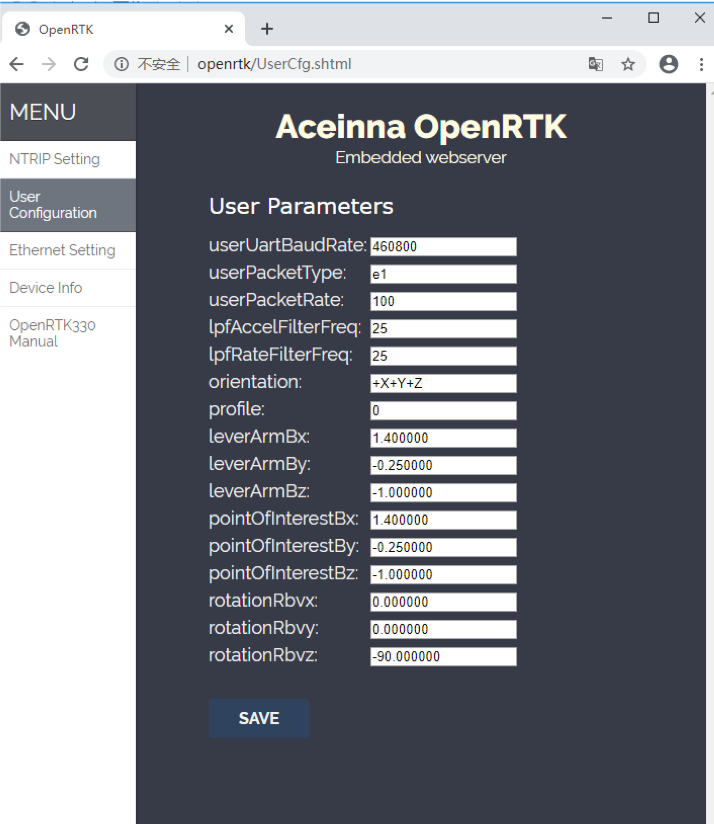 OpenRTK
不安全 | openrtk/UserCfg.shtml
MENU
NTRIP Setting
User
Configuration
Ethernet Setting
Device Info
OpenRTK330
Manual
Aceinna OpenRTK
Embedded webserver
User Parameters
userUartBaudRate: 460800
userPacketType: e1
userPacketRate: 100
lpfAccelFilterFreq: 25
lpfRateFilterFreq: 25
orientation: +X+Y+Z
profile: 0
leverArmBx: 1.400000
leverArmBy: -0.250000
leverArmBz: -1.000000
pointOfInterestBx: 1.400000
pointOfInterestBy: -0.250000
pointOfInterestBz: -1.000000
rotationRbvx: 0.000000
rotationRbvy: 0.000000
rotationRbvz: -90.000000
SAVE